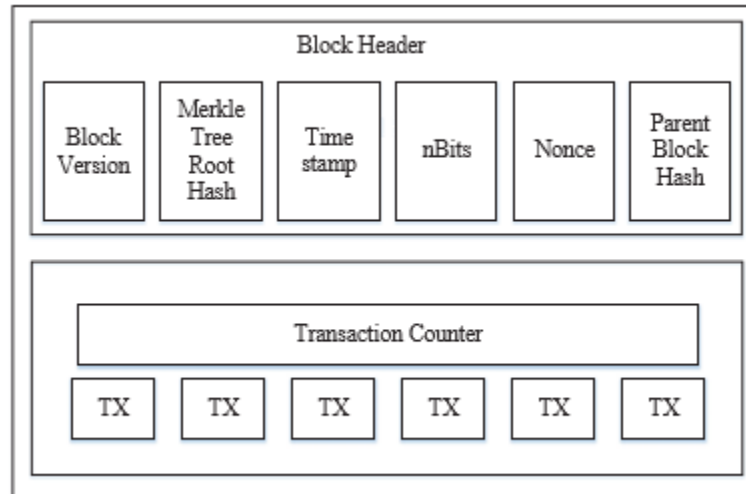 Block Header
Block
Version
Merkle
Tree
Root
Hash
Time
stamp
nBits
Nonce
Parent
Block
Hash
Transaction Counter
TX
TX
TX
TX
TX
TX